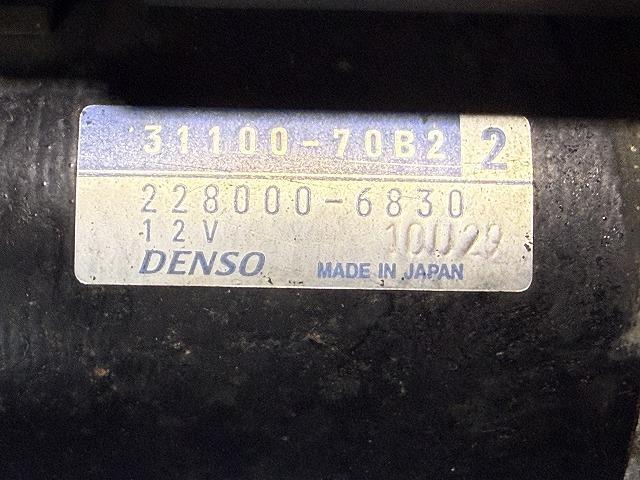 31100-70B2 2
228000-6830
12V 10U29
DENSO MADE IN JAPAN